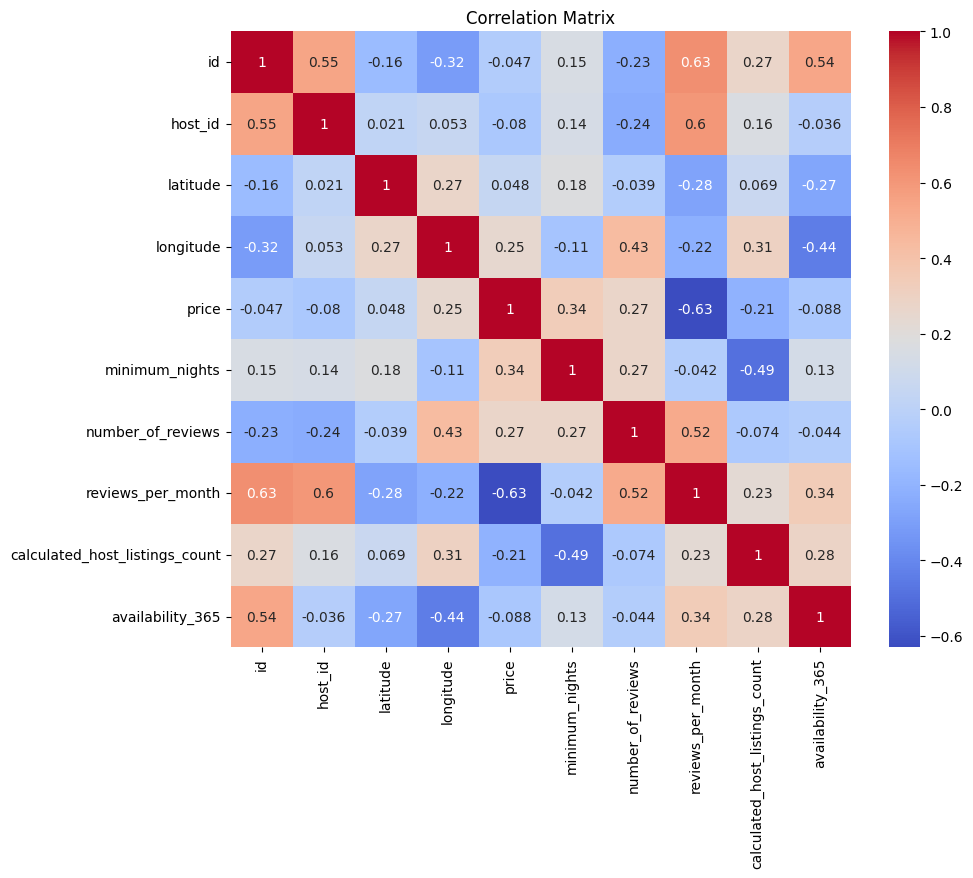 Correlation Matrix
id 1 0.55 -0.16 -0.32 -0.047 0.15 -0.23 0.63 0.27 0.54
host_id 0.55 1 0.021 0.053 -0.08 0.14 -0.24 0.6 0.16 -0.036
latitude -0.16 0.021 1 0.27 0.048 0.18 -0.039 -0.28 0.069 -0.27
longitude -0.32 0.053 0.27 1 0.25 -0.11 0.43 -0.22 0.31 -0.44
price -0.047 -0.08 0.048 0.25 1 0.34 0.27 -0.63 -0.21 -0.088
minimum_nights 0.15 0.14 0.18 -0.11 0.34 1 0.27 -0.042 -0.49 0.13
number_of_reviews -0.23 -0.24 -0.039 0.43 0.27 0.27 1 0.52 -0.074 -0.044
reviews_per_month 0.63 0.6 -0.28 -0.22 -0.63 -0.042 0.52 1 0.23 0.34
calculated_host_listings_count 0.27 0.16 0.069 0.31 -0.21 -0.49 -0.074 0.23 1 0.28
availability_365 0.54 -0.036 -0.27 -0.44 -0.088 0.13 -0.044 0.34 0.28 1
id
host_id
latitude
longitude
price
minimum_nights
number_of_reviews
reviews_per_month
calculated_host_listings_count
availability_365
1.0
0.8
0.6
0.4
0.2
0.0
−0.2
−0.4
−0.6